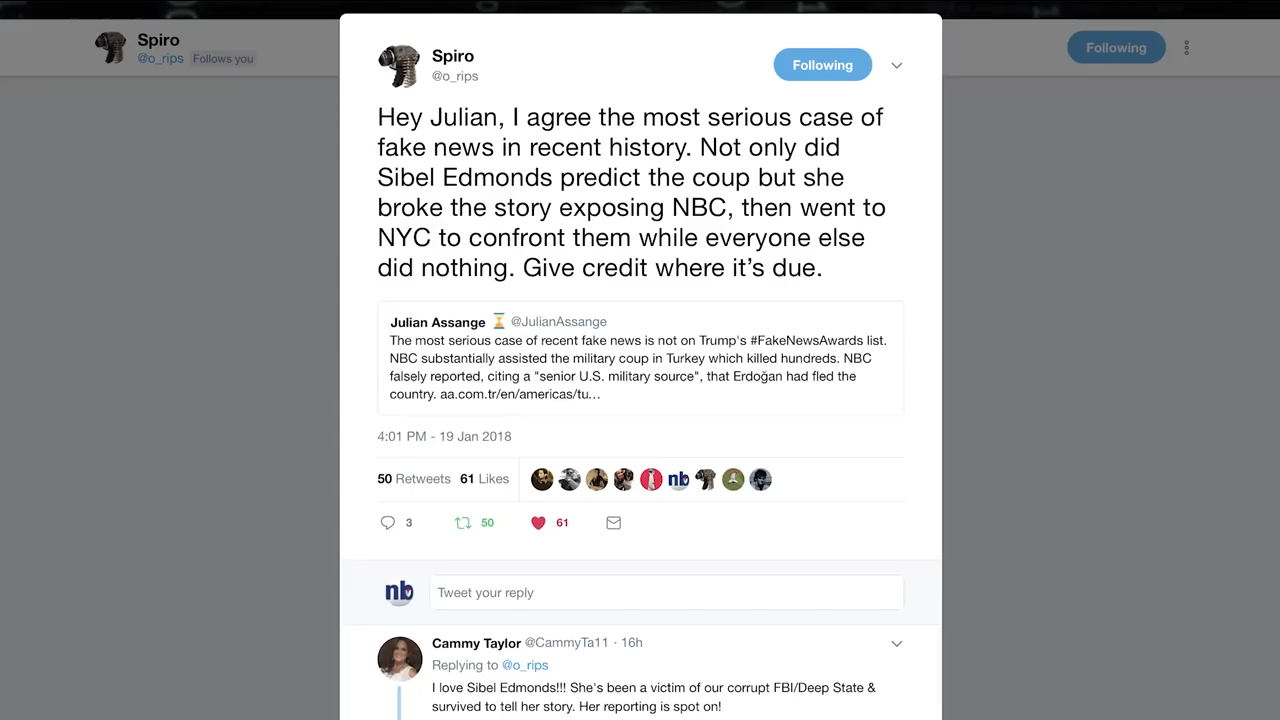 Spiro
@o_rips Follows you
Following
Spiro
@o_rips
Following
Hey Julian, I agree the most serious case of
fake news in recent history. Not only did
Sibel Edmonds predict the coup but she
broke the story exposing NBC, then went to
NYC to confront them while everyone else
did nothing. Give credit where it’s due.
Julian Assange ⏳ @JulianAssange
The most serious case of recent fake news is not on Trump's #FakeNewsAwards list.
NBC substantially assisted the military coup in Turkey which killed hundreds. NBC
falsely reported, citing a "senior U.S. military source", that Erdoğan had fled the
country. aa.com.tr/en/americas/tu…
4:01 PM - 19 Jan 2018
50 Retweets 61 Likes
nb
3 50 61
nb
Tweet your reply
Cammy Taylor @CammyTa11 · 16h
Replying to @o_rips
I love Sibel Edmonds!!! She's been a victim of our corrupt FBI/Deep State &
survived to tell her story. Her reporting is spot on!